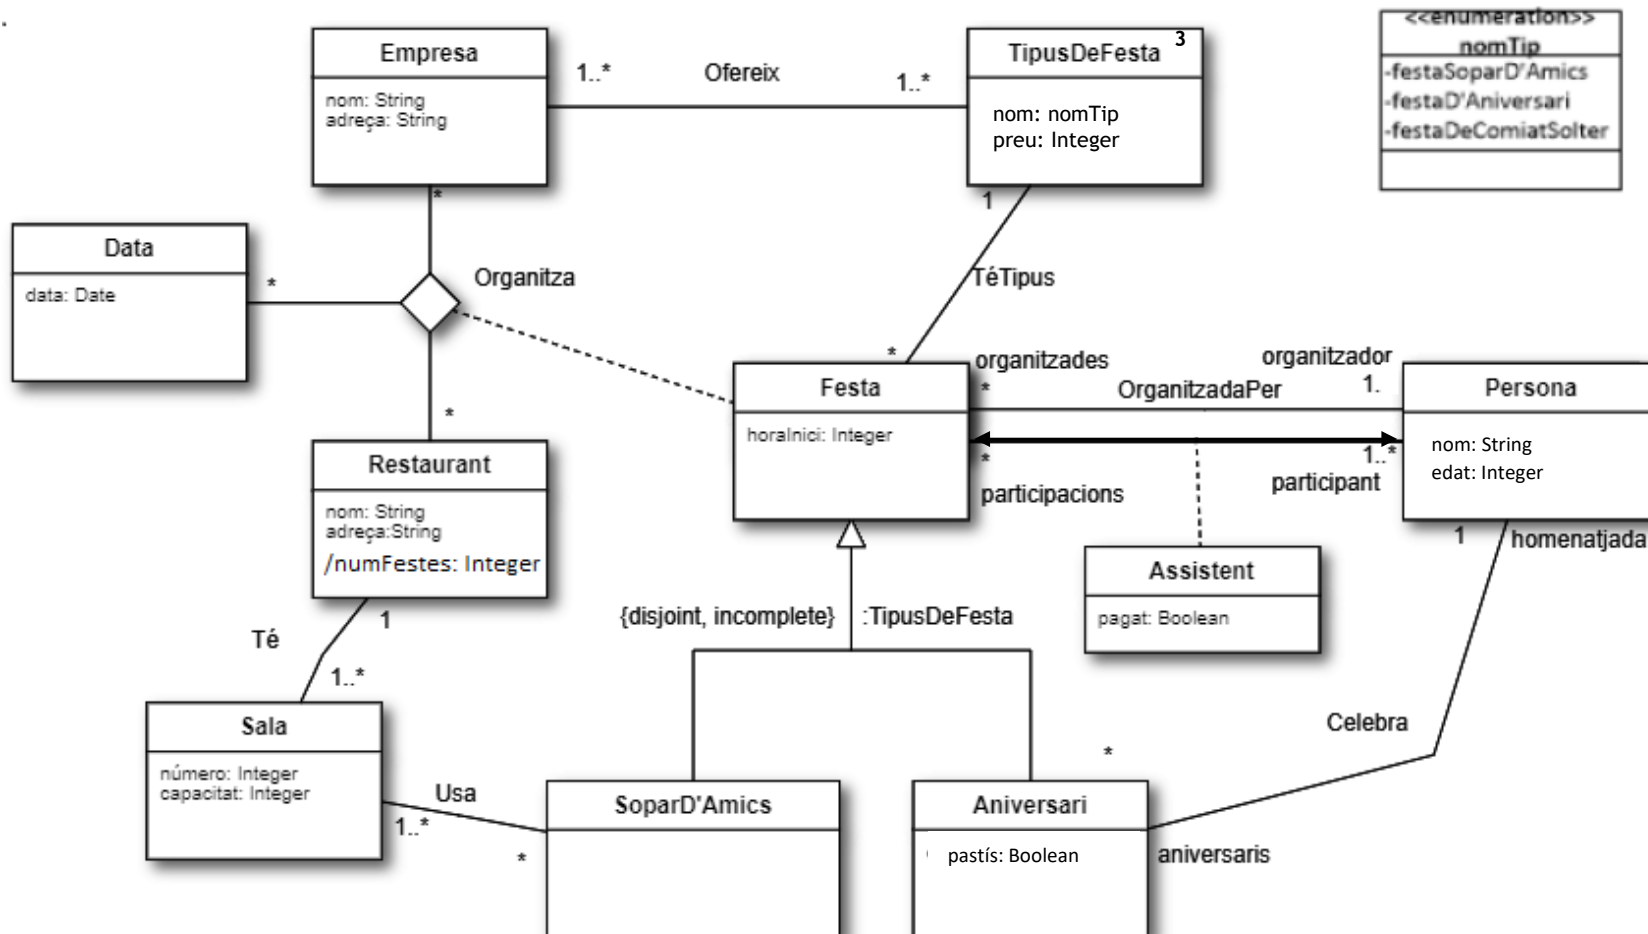 Empresa
nom: String
adreça: String
1..*
Ofereix
1..*
TipusDeFesta
3
nom: nomTip
preu: Integer
<<enumeration>>
nomTip
-festaSoparD'Amics
-festaD'Aniversari
-festaDeComiatSolter
*
1
Data
data: Date
*
Organitza
TéTipus
*
*
Festa
horaInici: Integer
organitzades
*
OrganitzadaPer
organitzador
1.
Persona
nom: String
edat: Integer
*
participacions
1..*
participant
Restaurant
nom: String
adreça:String
/numFestes: Integer
1
homenatjada
Assistent
pagat: Boolean
{disjoint, incomplete}
:TipusDeFesta
Té
1
1..*
Sala
número: Integer
capacitat: Integer
Usa
1..*
*
SoparD'Amics
*
Celebra
Aniversari
pastís: Boolean
aniversaris